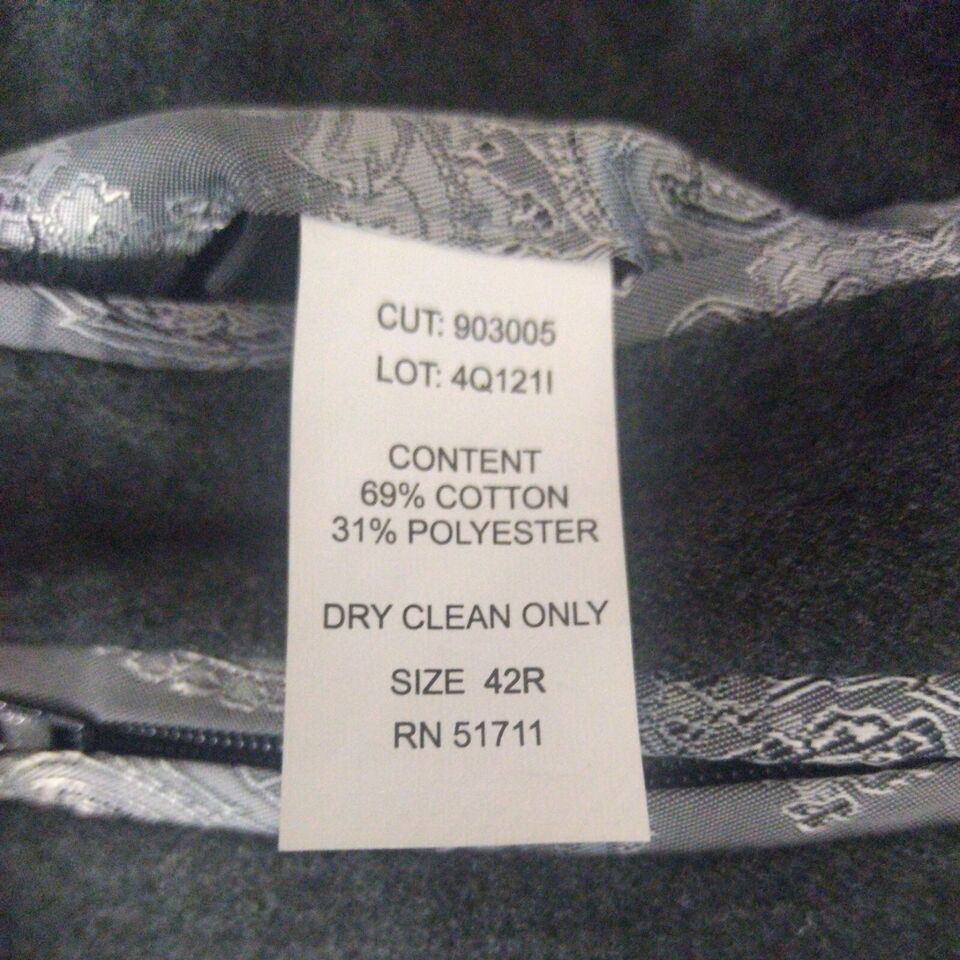 CUT: 903005
LOT: 4Q121I
CONTENT
69% COTTON
31% POLYESTER
DRY CLEAN ONLY
SIZE 42R
RN 51711